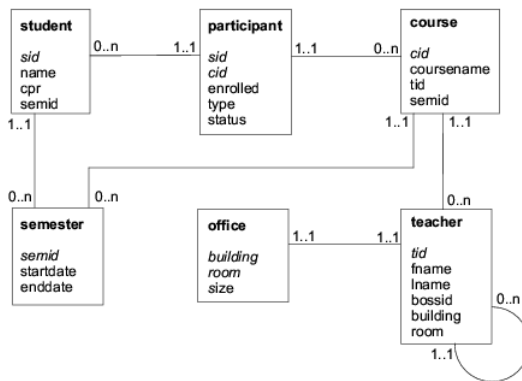 student
sid
name
cpr
semid
0..n
1..1
participant
sid
cid
enrolled
type
status
1..1
0..n
course
cid
coursename
tid
semid
1..1
1..1
1..1
0..n
0..n
0..n
semester
semid
startdate
enddate
office
building
room
size
1..1
1..1
teacher
tid
fname
lname
bossid
building
room
0..n
1..1